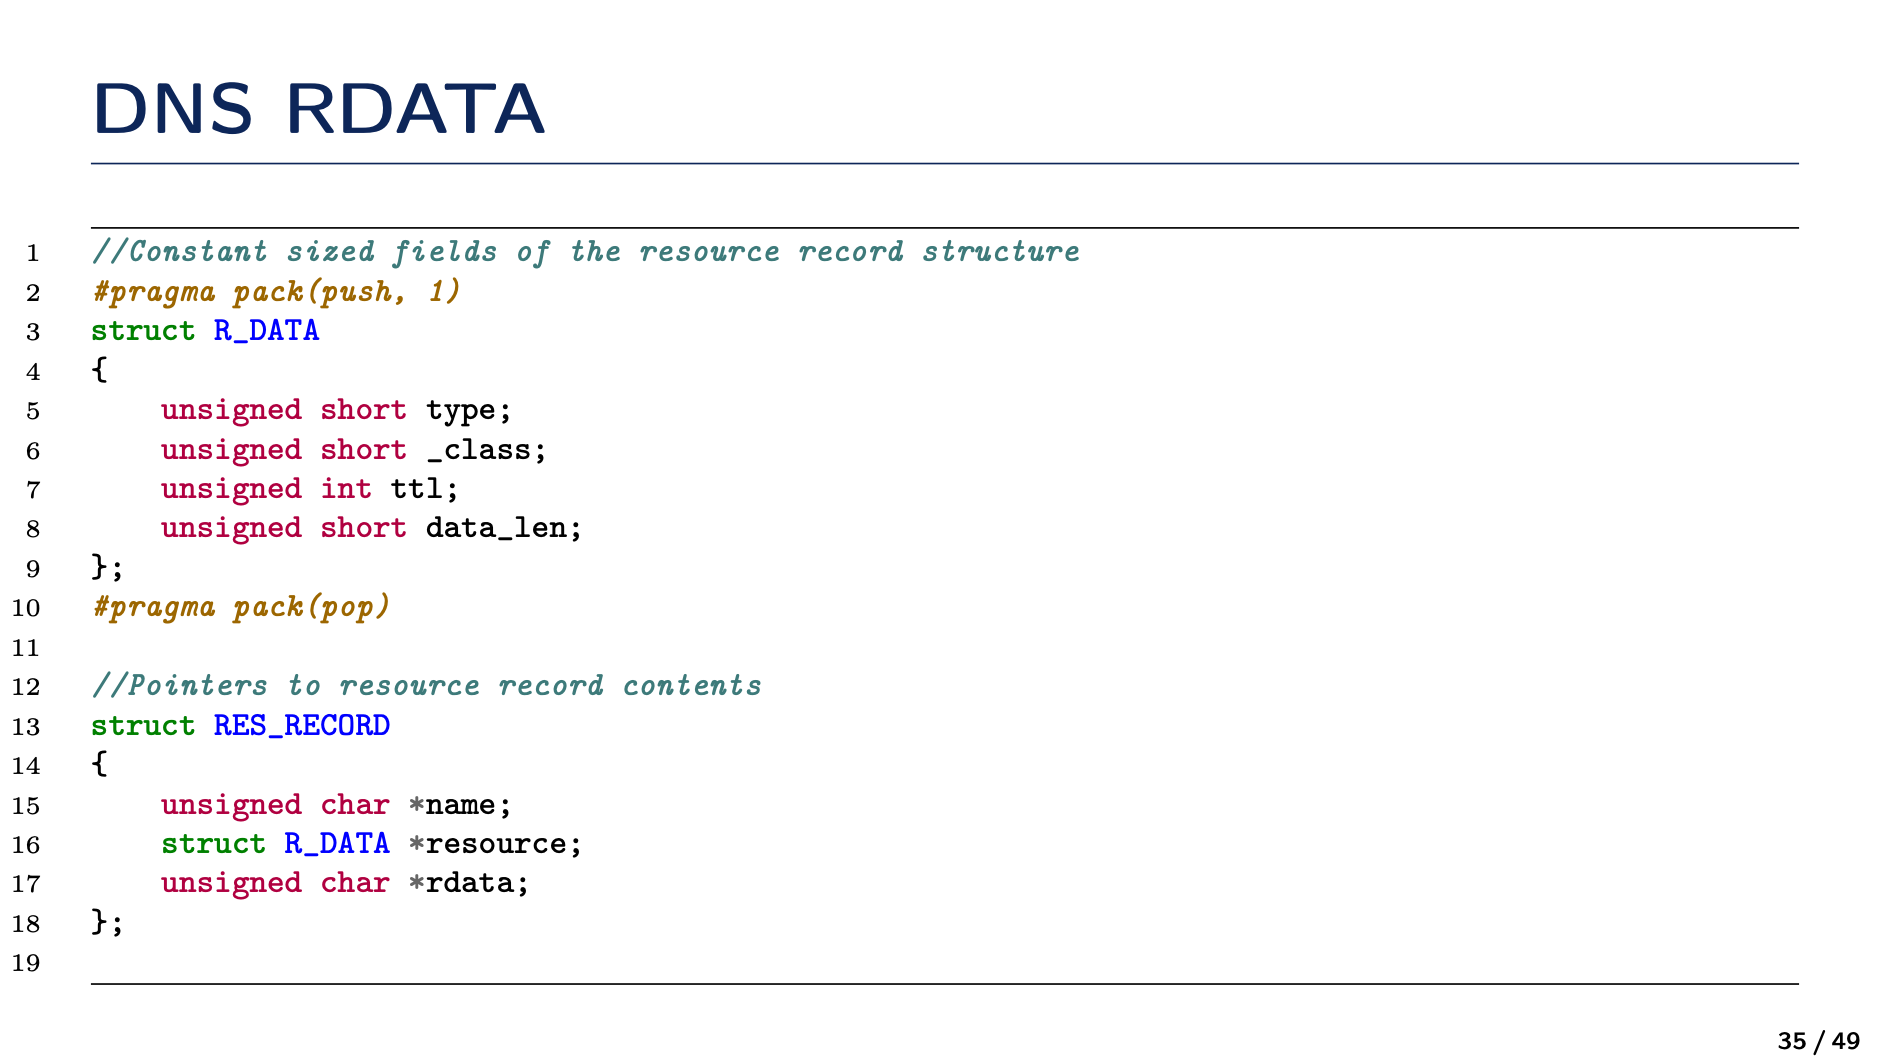 DNS RDATA
1 //Constant sized fields of the resource record structure
2 #pragma pack(push, 1)
3 struct R_DATA
4 {
5     unsigned short type;
6     unsigned short _class;
7     unsigned int ttl;
8     unsigned short data_len;
9 };
10 #pragma pack(pop)
11
12 //Pointers to resource record contents
13 struct RES_RECORD
14 {
15     unsigned char *name;
16     struct R_DATA *resource;
17     unsigned char *rdata;
18 };
19
35 / 49